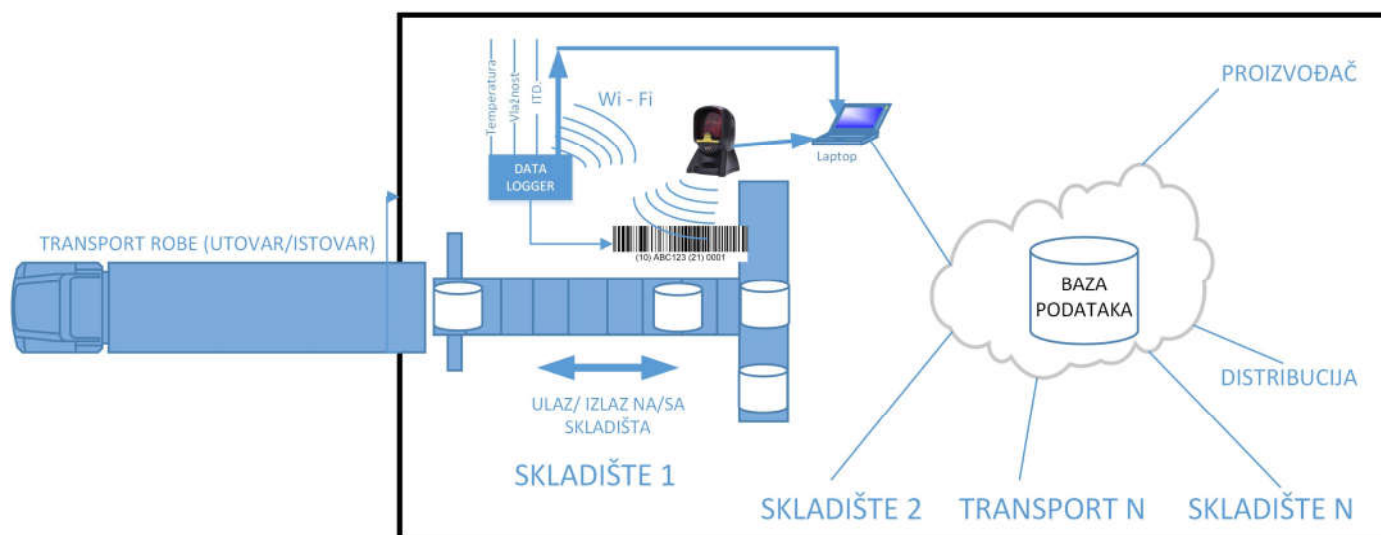 Temperatura
Vlažnost
ITD.
Wi - Fi
DATA
LOGGER
Laptop
PROIZVOĐAČ
TRANSPORT ROBE (UTOVAR/ISTOVAR)
(10) ABC123 (21) 0001
BAZA
PODATAKA
ULAZ/ IZLAZ NA/SA
SKLADIŠTA
DISTRIBUCIJA
SKLADIŠTE 1
SKLADIŠTE 2
TRANSPORT N
SKLADIŠTE N